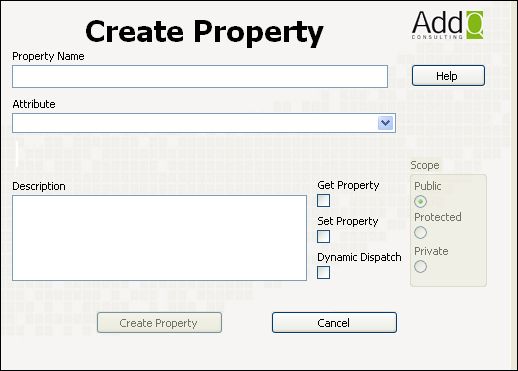 Create Property
AddQ
CONSULTING
Property Name
Help
Attribute
Scope
Description
Get Property
Public
Set Property
Protected
Dynamic Dispatch
Private
Create Property
Cancel